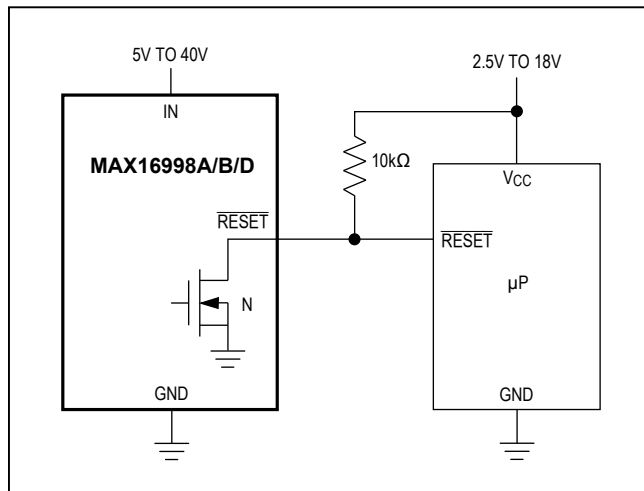 5V TO 40V
2.5V TO 18V
IN
MAX16998A/B/D
10kΩ
VCC
RESET
RESET
µP
N
GND
GND